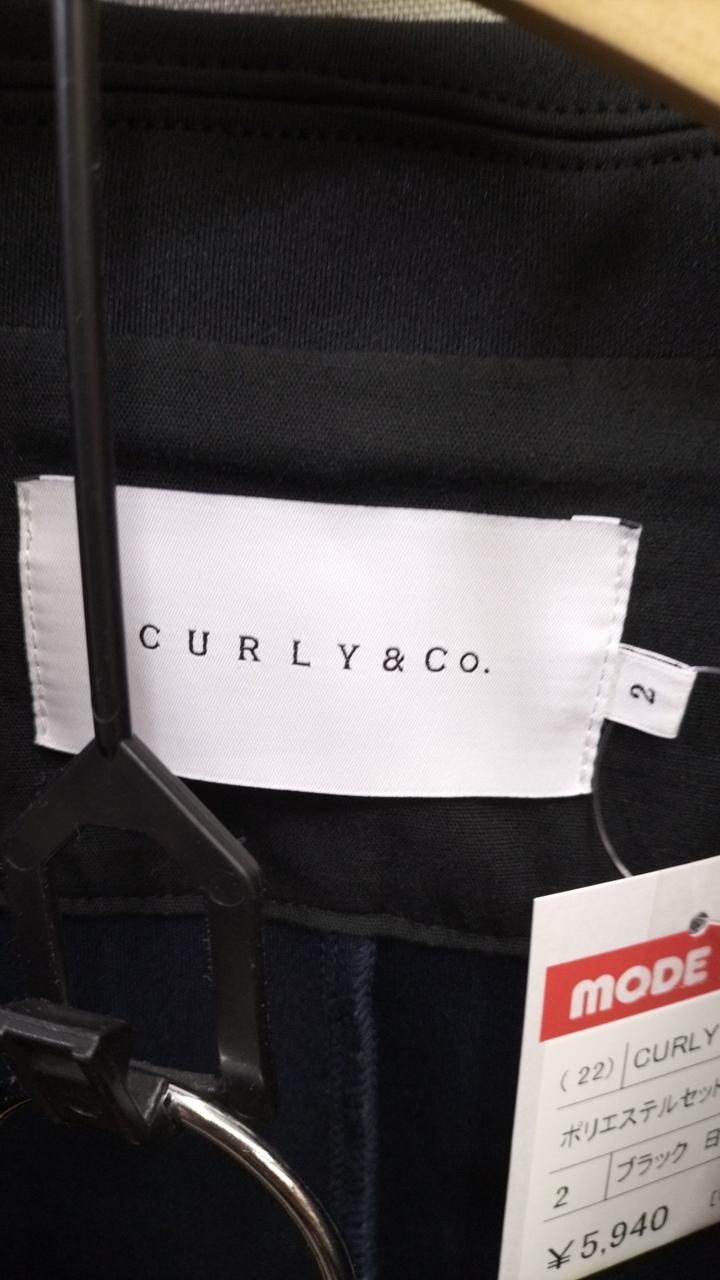 CURLY&Co.
2
MODE
(22) CURLY
ポリエステルセット
2 ブラック 日
¥5,940